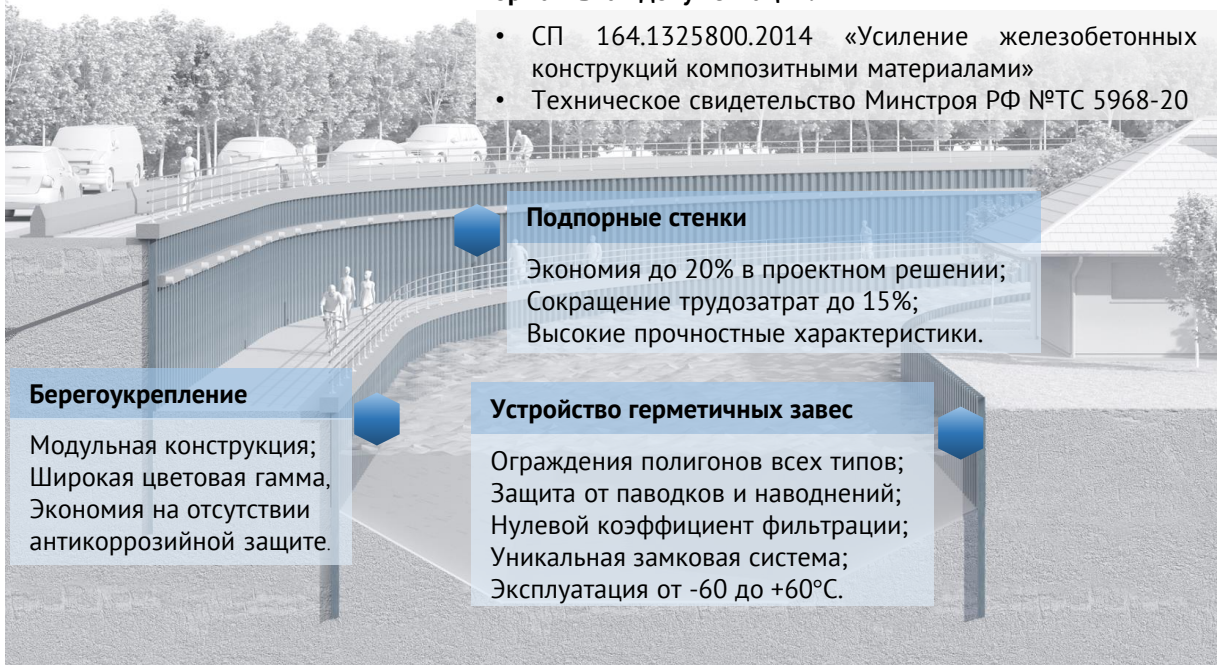 • СП 164.1325800.2014 «Усиление железобетонных
конструкций композитными материалами»
• Техническое свидетельство Минстроя РФ №ТС 5968-20
Подпорные стенки
Экономия до 20% в проектном решении;
Сокращение трудозатрат до 15%;
Высокие прочностные характеристики.
Берегоукрепление
Модульная конструкция;
Широкая цветовая гамма,
Экономия на отсутствии
антикоррозийной защите.
Устройство герметичных завес
Ограждения полигонов всех типов;
Защита от паводков и наводнений;
Нулевой коэффициент фильтрации;
Уникальная замковая система;
Эксплуатация от -60 до +60°С.